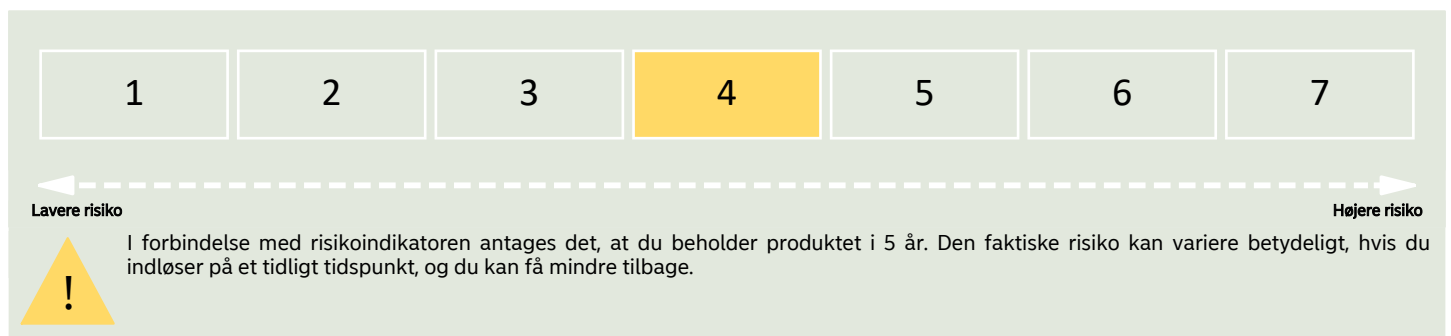 1 2 3 4 5 6 7
Lavere risiko Højere risiko
I forbindelse med risikoindikatoren antages det, at du beholder produktet i 5 år. Den faktiske risiko kan variere betydeligt, hvis du
indløser på et tidligt tidspunkt, og du kan få mindre tilbage.
!